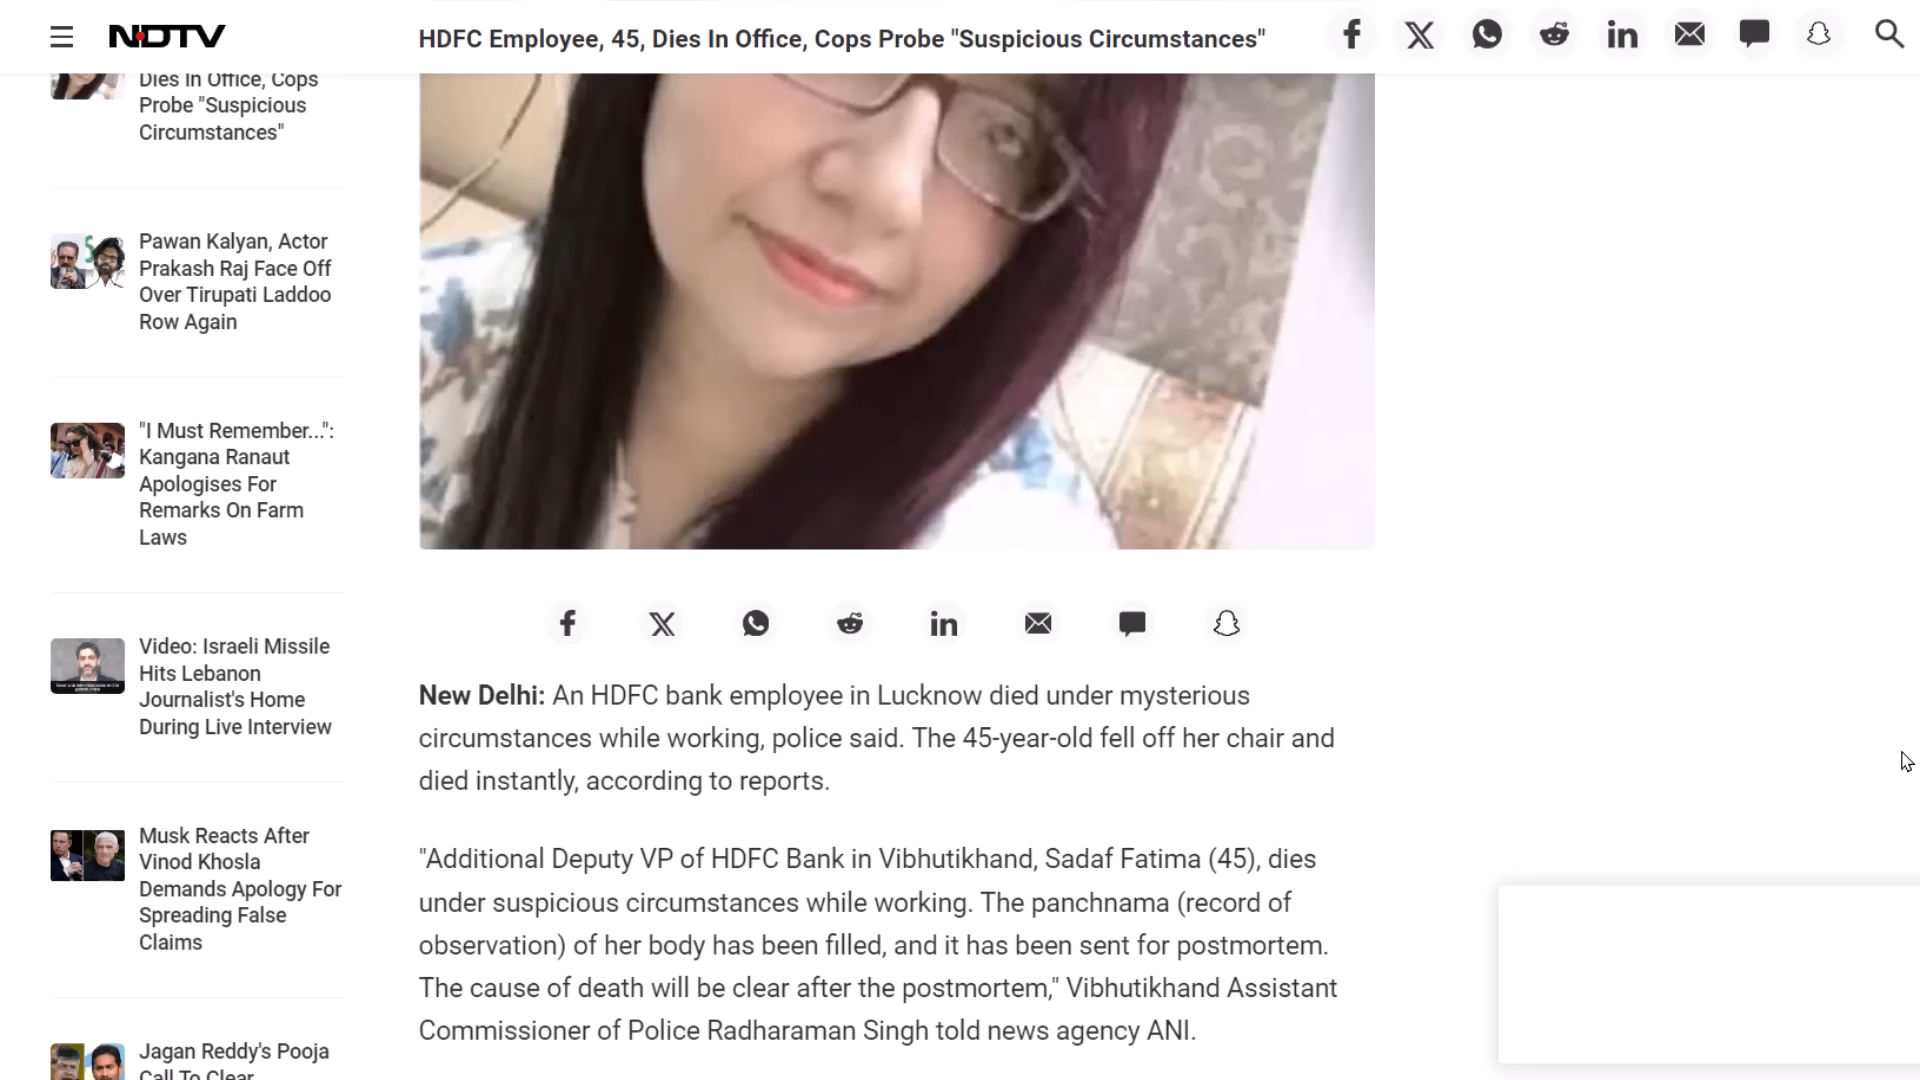 NDTV
HDFC Employee, 45, Dies In Office, Cops Probe "Suspicious Circumstances"
Dies In Office, Cops
Probe "Suspicious
Circumstances"
Pawan Kalyan, Actor
Prakash Raj Face Off
Over Tirupati Laddoo
Row Again
"I Must Remember...":
Kangana Ranaut
Apologises For
Remarks On Farm
Laws
Video: Israeli Missile
Hits Lebanon
Journalist's Home
During Live Interview
Musk Reacts After
Vinod Khosla
Demands Apology For
Spreading False
Claims
Jagan Reddy's Pooja
Call To Clear
New Delhi: An HDFC bank employee in Lucknow died under mysterious
circumstances while working, police said. The 45-year-old fell off her chair and
died instantly, according to reports.
"Additional Deputy VP of HDFC Bank in Vibhutikhand, Sadaf Fatima (45), dies
under suspicious circumstances while working. The panchnama (record of
observation) of her body has been filled, and it has been sent for postmortem.
The cause of death will be clear after the postmortem," Vibhutikhand Assistant
Commissioner of Police Radharaman Singh told news agency ANI.